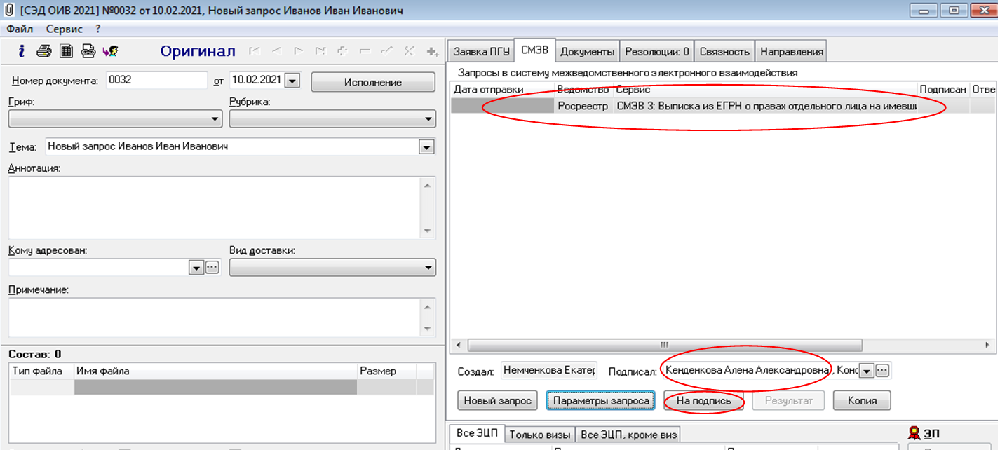 [СЭД ОИВ 2021] №0032 от 10.02.2021, Новый запрос Иванов Иван Иванович
Файл Сервис ?
Оригинал
Номер документа: 0032 от 10.02.2021 Исполнение
Гриф: Рубрика:
Тема: Новый запрос Иванов Иван Иванович
Аннотация:
Кому адресован: Вид доставки:
Примечание:
Состав: 0
Тип файла Имя файла Размер
Заявка ПГУ СМЭВ Документы Резолюции: 0 Связность Направления
Запросы в систему межведомственного электронного взаимодействия
Дата отправки Ведомство Сервис Подписан Отве
Росреестр СМЭВ 3: Выписка из ЕГРН о правах отдельного лица на имевши
Создал: Немченкова Екатер Подписал: Кенденкова Алена Александровна, Конс
Новый запрос Параметры запроса На подпись Результат Копия
Все ЭЦП Только визы Все ЭЦП, кроме виз ЭП